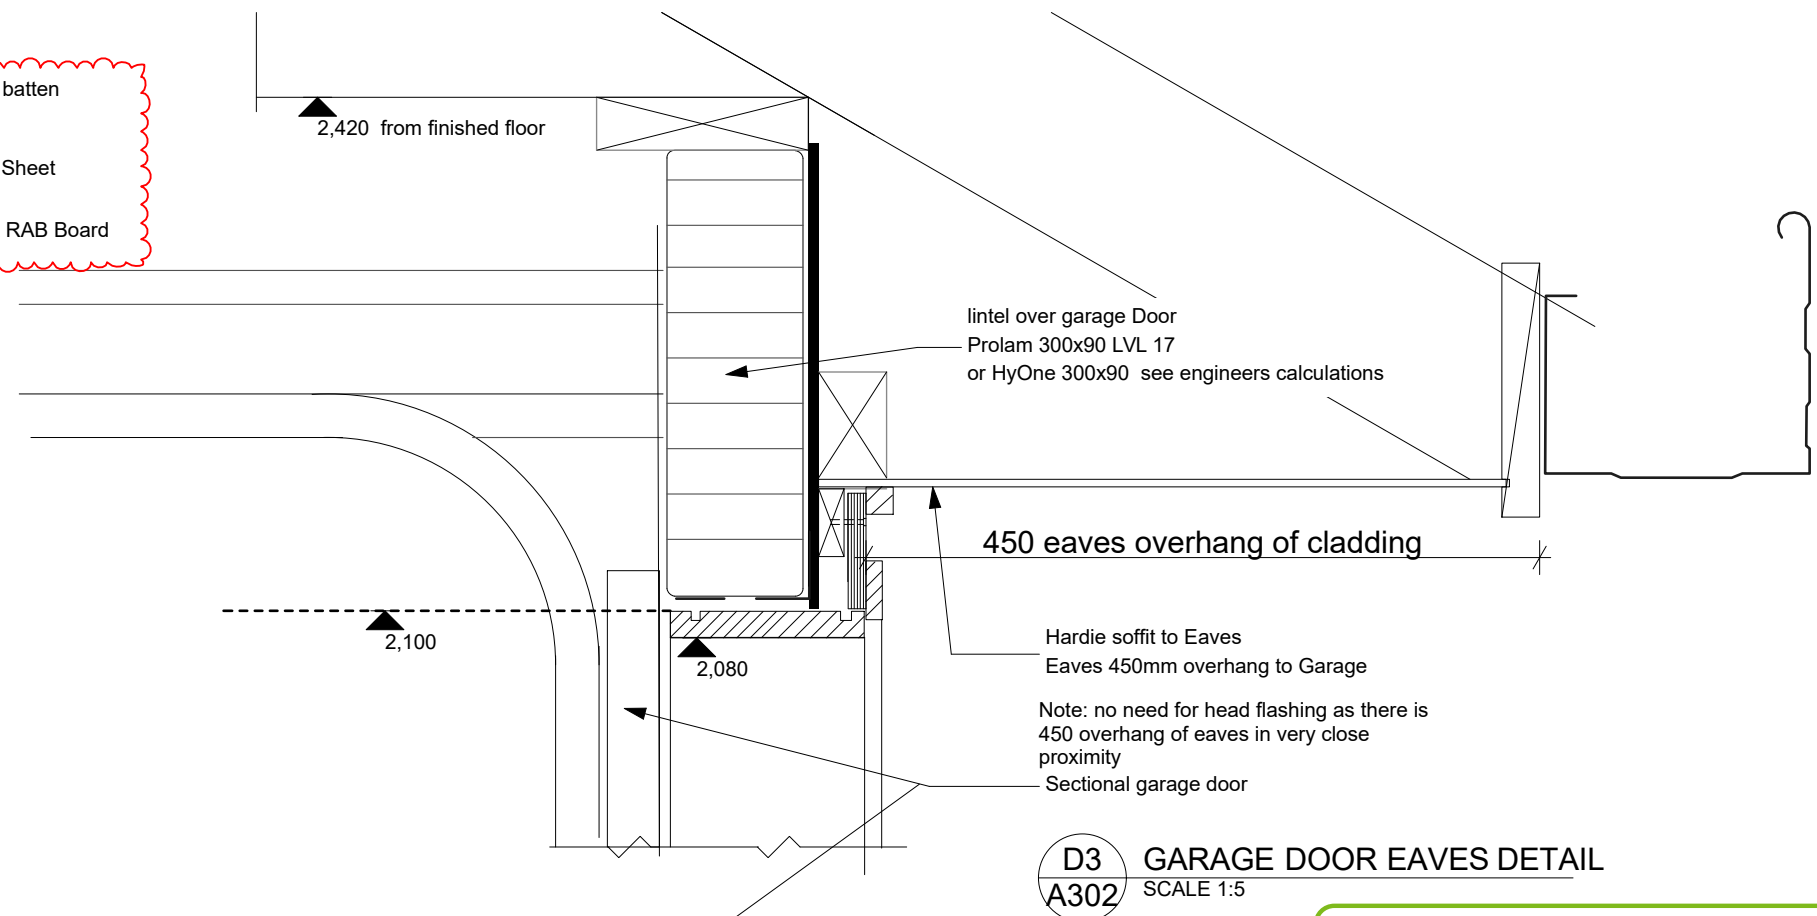 batten
Sheet
RAB Board
2,420 from finished floor
lintel over garage Door
Prolam 300x90 LVL 17
or HyOne 300x90 see engineers calculations
450 eaves overhang of cladding
2,100
2,080
Hardie soffit to Eaves
Eaves 450mm overhang to Garage
Note: no need for head flashing as there is
450 overhang of eaves in very close
proximity
Sectional garage door
D3
A302
GARAGE DOOR EAVES DETAIL
SCALE 1:5